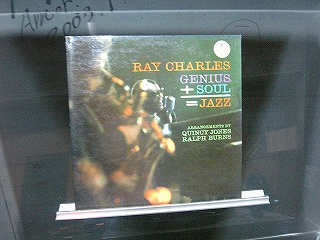 RAY CHARLES
GENIUS
+ SOUL
= JAZZ
ARRANGEMENTS BY
QUINCY JONES
RALPH BURNS